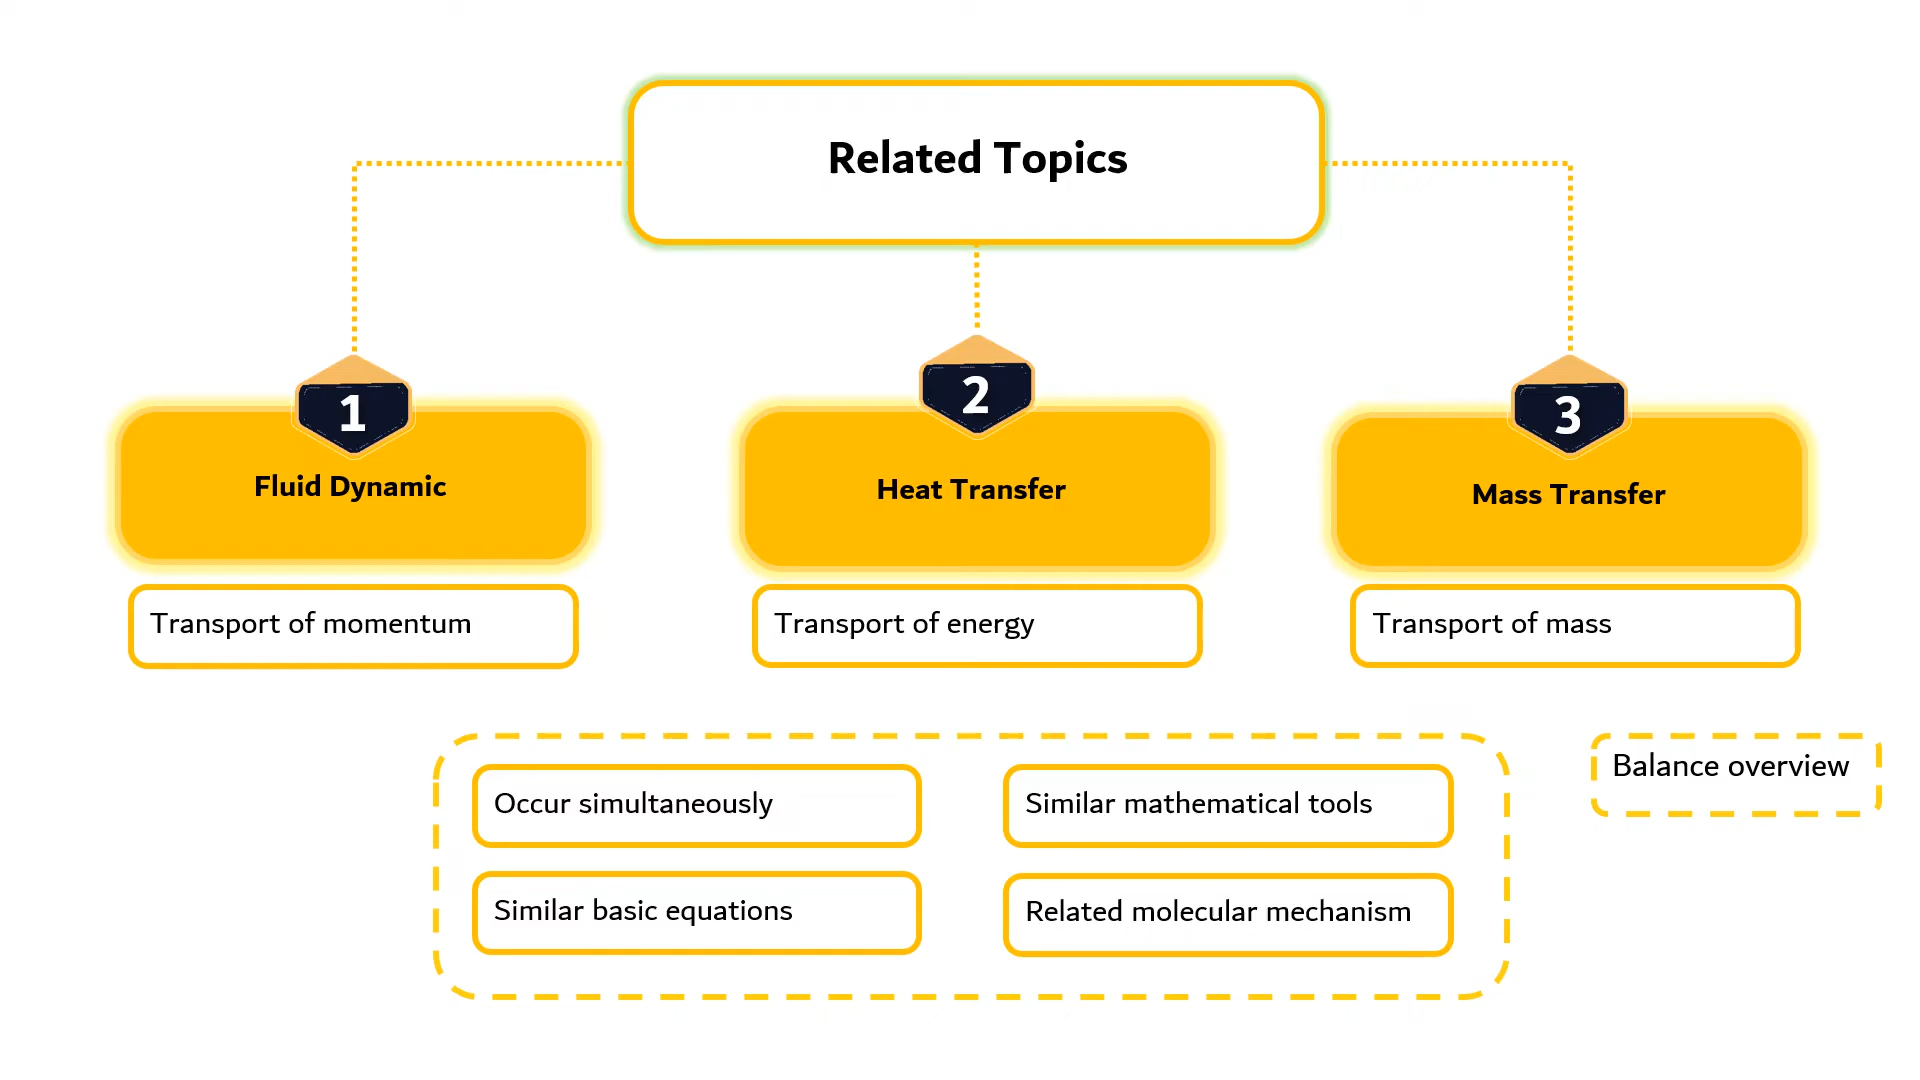 Related Topics
1
2
3
Fluid Dynamic
Heat Transfer
Mass Transfer
Transport of momentum
Transport of energy
Transport of mass
Occur simultaneously
Similar mathematical tools
Balance overview
Similar basic equations
Related molecular mechanism